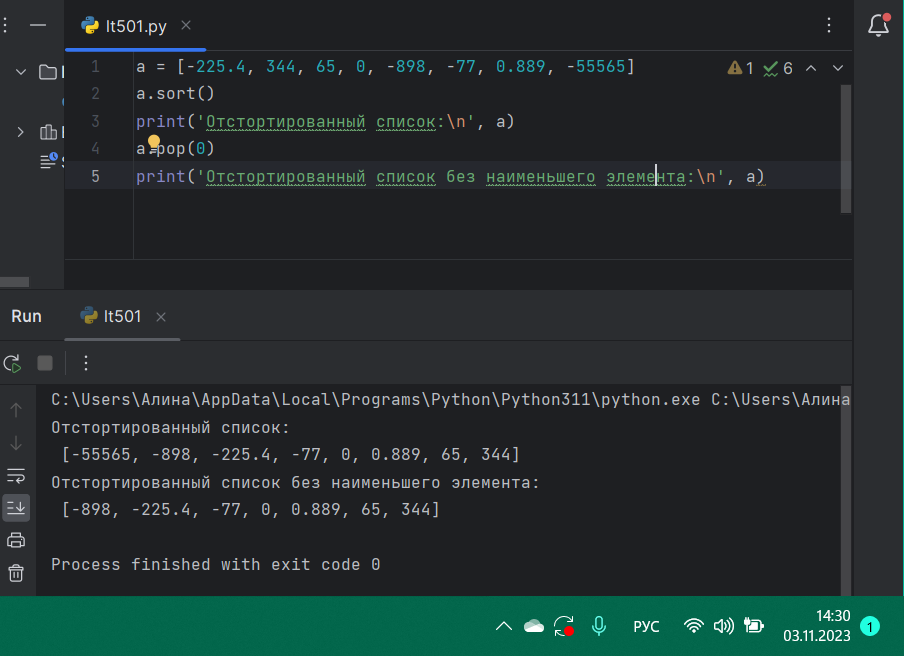 lt501.py
1 a = [-225.4, 344, 65, 0, -898, -77, 0.889, -55565]
1 6
2 a.sort()
3 print('Отстортированный список:\n', a)
4 a.pop(0)
5 print('Отстортированный список без наименьшего элемента:\n', a)
Run lt501
C:\Users\Алина\AppData\Local\Programs\Python\Python311\python.exe C:\Users\Алина
Отстортированный список:
[-55565, -898, -225.4, -77, 0, 0.889, 65, 344]
Отстортированный список без наименьшего элемента:
[-898, -225.4, -77, 0, 0.889, 65, 344]
Process finished with exit code 0
РУС
14:30
03.11.2023
1